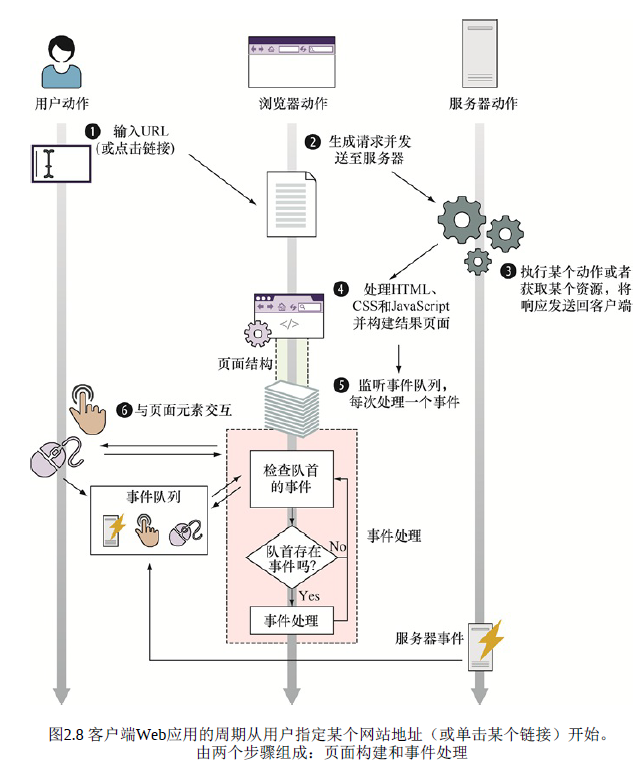 用户动作
浏览器动作
服务器动作
❶ 输入URL
(或点击链接)
❷ 生成请求并发
送至服务器
❸ 执行某个动作或者
获取某个资源，将
响应发送回客户端
❹ 处理HTML、
CSS和JavaScript
并构建结果页面
</>
页面结构
❺ 监听事件队列，
每次处理一个事件
❻ 与页面元素交互
事件队列
检查队首
的事件
事件处理
队首存在
事件吗?
No
Yes
事件处理
服务器事件
图2.8 客户端Web应用的周期从用户指定某个网站地址（或单击某个链接）开始。
由两个步骤组成：页面构建和事件处理